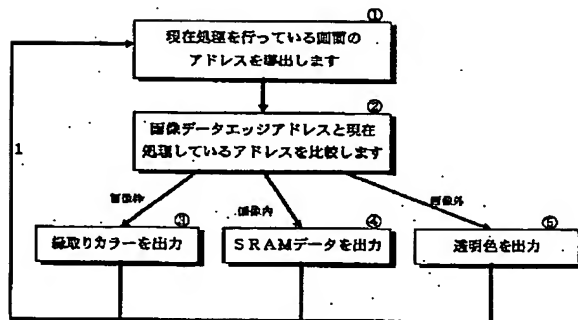 ①
現在処理を行っている画面の
アドレスを導出します
②
画像データエッジアドレスと現在
処理しているアドレスを比較します
1
画像枠
画像内
画像外
③
縁取りカラーを出力
④
SRAMデータを出力
⑤
透明色を出力